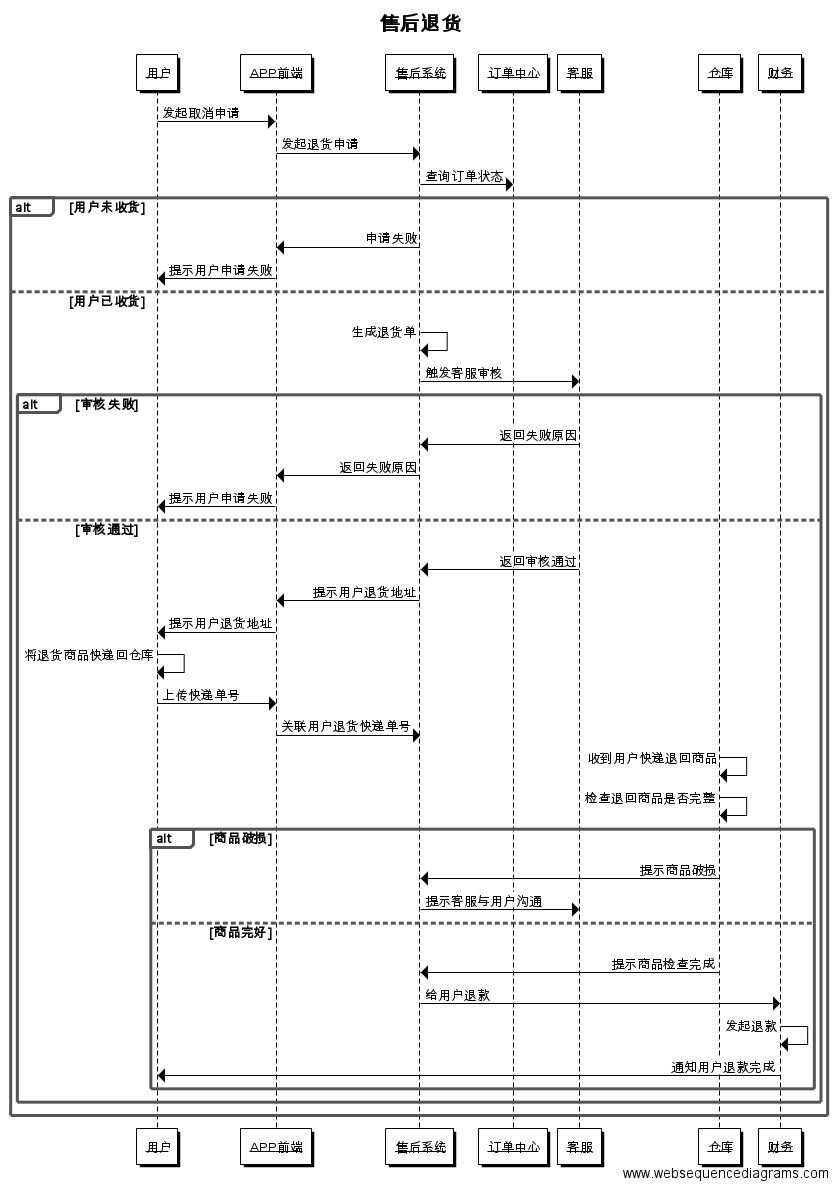 售后退货
用户 APP前端 售后系统 订单中心 客服 仓库 财务
发起取消申请
发起退货申请
查询订单状态
alt [用户未收货]
申请失败
提示用户申请失败
[用户已收货]
生成退货单
触发客服审核
alt [审核失败]
返回失败原因
返回失败原因
提示用户申请失败
[审核通过]
返回审核通过
提示用户退货地址
提示用户退货地址
将退货商品快递回仓库
上传快递单号
关联用户退货快递单号
收到用户快递退回商品
检查退回商品是否完整
alt [商品破损]
提示商品破损
提示客服与用户沟通
[商品完好]
提示商品检查完成
给用户退款
发起退款
通知用户退款完成
用户 APP前端 售后系统 订单中心 客服 仓库 财务
www.websequencediagrams.com